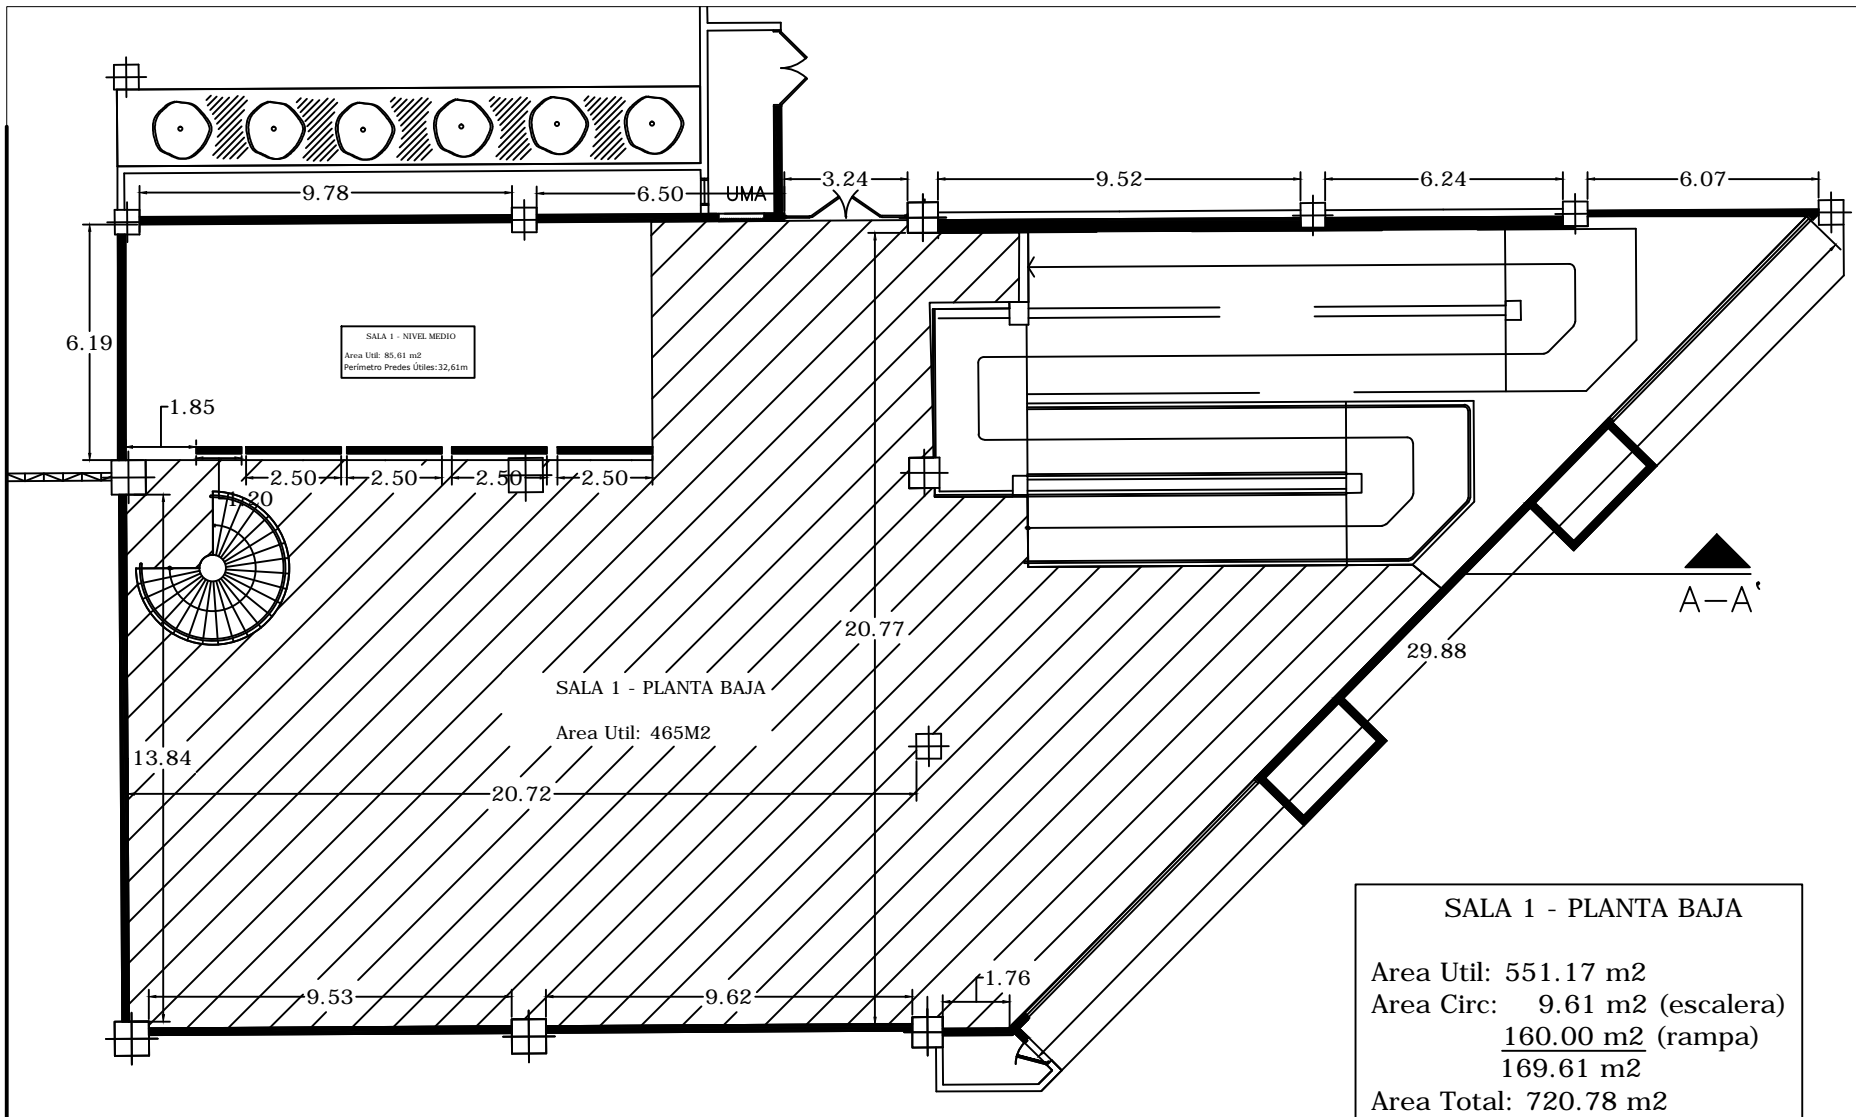 9.78
6.50
UMA
3.24
9.52
6.24
6.07
6.19
SALA 1 - NIVEL MEDIO
Area Util: 85,61 m2
Perímetro Predes Útiles:32,61m
1.85
2.50
2.50
2.50
2.50
1.20
A-A‘
20.77
29.88
SALA 1 - PLANTA BAJA
Area Util: 465M2
13.84
20.72
9.53
9.62
1.76
SALA 1 - PLANTA BAJA
Area Util: 551.17 m2
Area Circ: 9.61 m2 (escalera)
160.00 m2 (rampa)
169.61 m2
Area Total: 720.78 m2